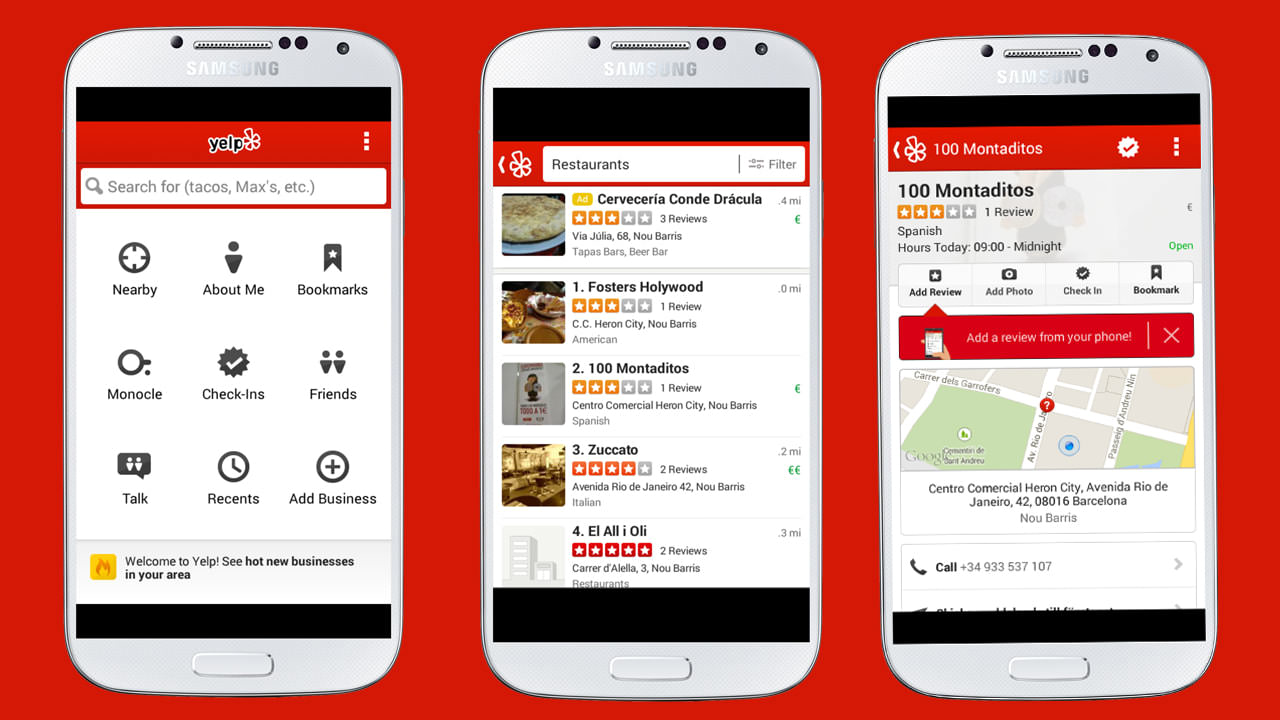 SAMSUNG
yelp
Search for (tacos, Max's, etc.)
Nearby
About Me
Bookmarks
Monocle
Check-Ins
Friends
Talk
Recents
Add Business
Welcome to Yelp! See hot new businesses
in your area
SAMSUNG
Restaurants
Filter
Ad Cervecería Conde Drácula .4 mi
3 Reviews €
Via Júlia, 68, Nou Barris
Tapas Bars, Beer Bar
1. Fosters Holywood .0 mi
1 Review
C.C. Heron City, Nou Barris
American
2. 100 Montaditos
1 Review €
Centro Comercial Heron City, Nou Barris
Spanish
3. Zuccato .2 mi
2 Reviews €€
Avenida Rio de Janeiro 42, Nou Barris
Italian
4. El All i Oli .3 mi
2 Reviews
Carrer d'Alella, 3, Nou Barris
Restaurants
SAMSUNG
100 Montaditos
100 Montaditos
1 Review €
Spanish
Hours Today: 09:00 - Midnight Open
Add Review
Add Photo
Check In
Bookmark
Add a review from your phone!
Carrer dels Garrofers
Av. Rio de Ja
Passeig d'Andreu Nin
Google
Cementiri de
Sant Andreu
Centro Comercial Heron City, Avenida Rio de
Janeiro, 42, 08016 Barcelona
Nou Barris
Call +34 933 537 107